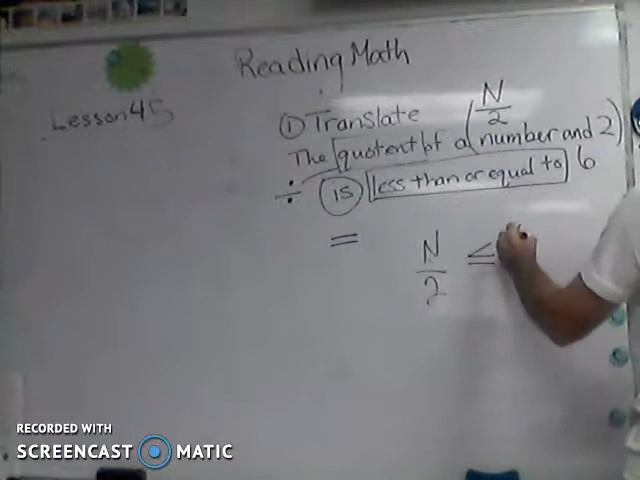 Reading Math
Lesson 45
N
2
① Translate
The quotent of a (number and 2)
÷ is less than or equal to 6
=
N
2 ≤
RECORDED WITH
SCREENCAST MATIC